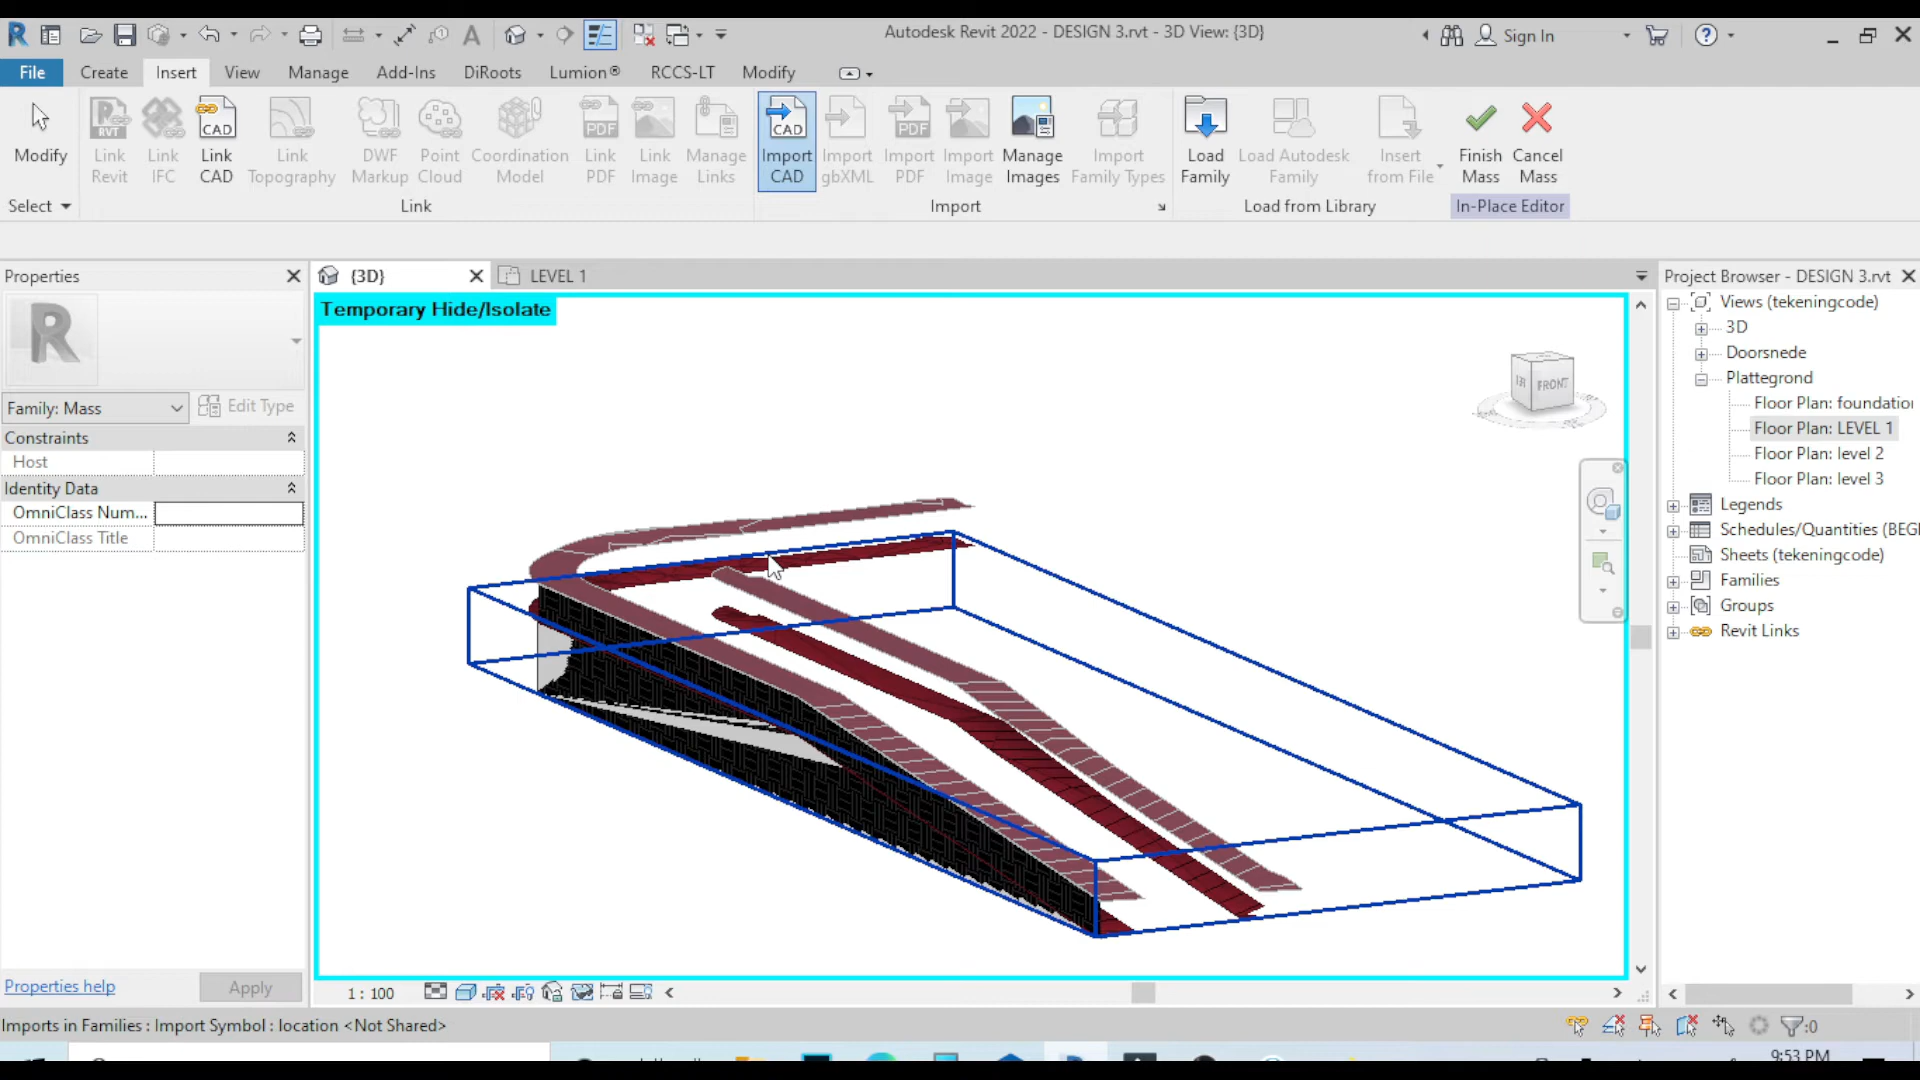 Autodesk Revit 2022 - DESIGN 3.rvt - 3D View: {3D}
Sign In
File Create Insert View Manage Add-Ins DiRoots Lumion® RCCS-LT Modify
Modify
Link Revit
Link IFC
Link CAD
Link Topography
DWF Markup
Point Cloud
Coordination Model
Link PDF
Link Image
Manage Links
Import CAD
Import gbXML
Import PDF
Import Image
Manage Images
Import Family Types
Load Family
Load Autodesk Family
Insert from File
Finish Mass
Cancel Mass
Select
Link
Import
Load from Library
In-Place Editor
Properties
{3D}
LEVEL 1
Project Browser - DESIGN 3.rvt
Temporary Hide/Isolate
FRONT
Family: Mass
Edit Type
Constraints
Host
Identity Data
OmniClass Num...
OmniClass Title
Views (tekeningcode)
3D
Doorsnede
Plattegrond
Floor Plan: foundation
Floor Plan: LEVEL 1
Floor Plan: level 2
Floor Plan: level 3
Legends
Schedules/Quantities (BEG
Sheets (tekeningcode)
Families
Groups
Revit Links
Properties help
Apply
1 : 100
Imports in Families : Import Symbol : location <Not Shared>
:0
9:53 PM